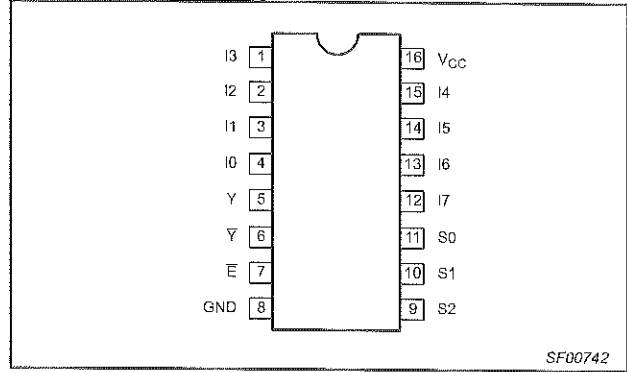 I3 1 16 VCC
I2 2 15 I4
I1 3 14 I5
I0 4 13 I6
Y 5 12 I7
Y̅ 6 11 S0
E̅ 7 10 S1
GND 8 9 S2
SF00742